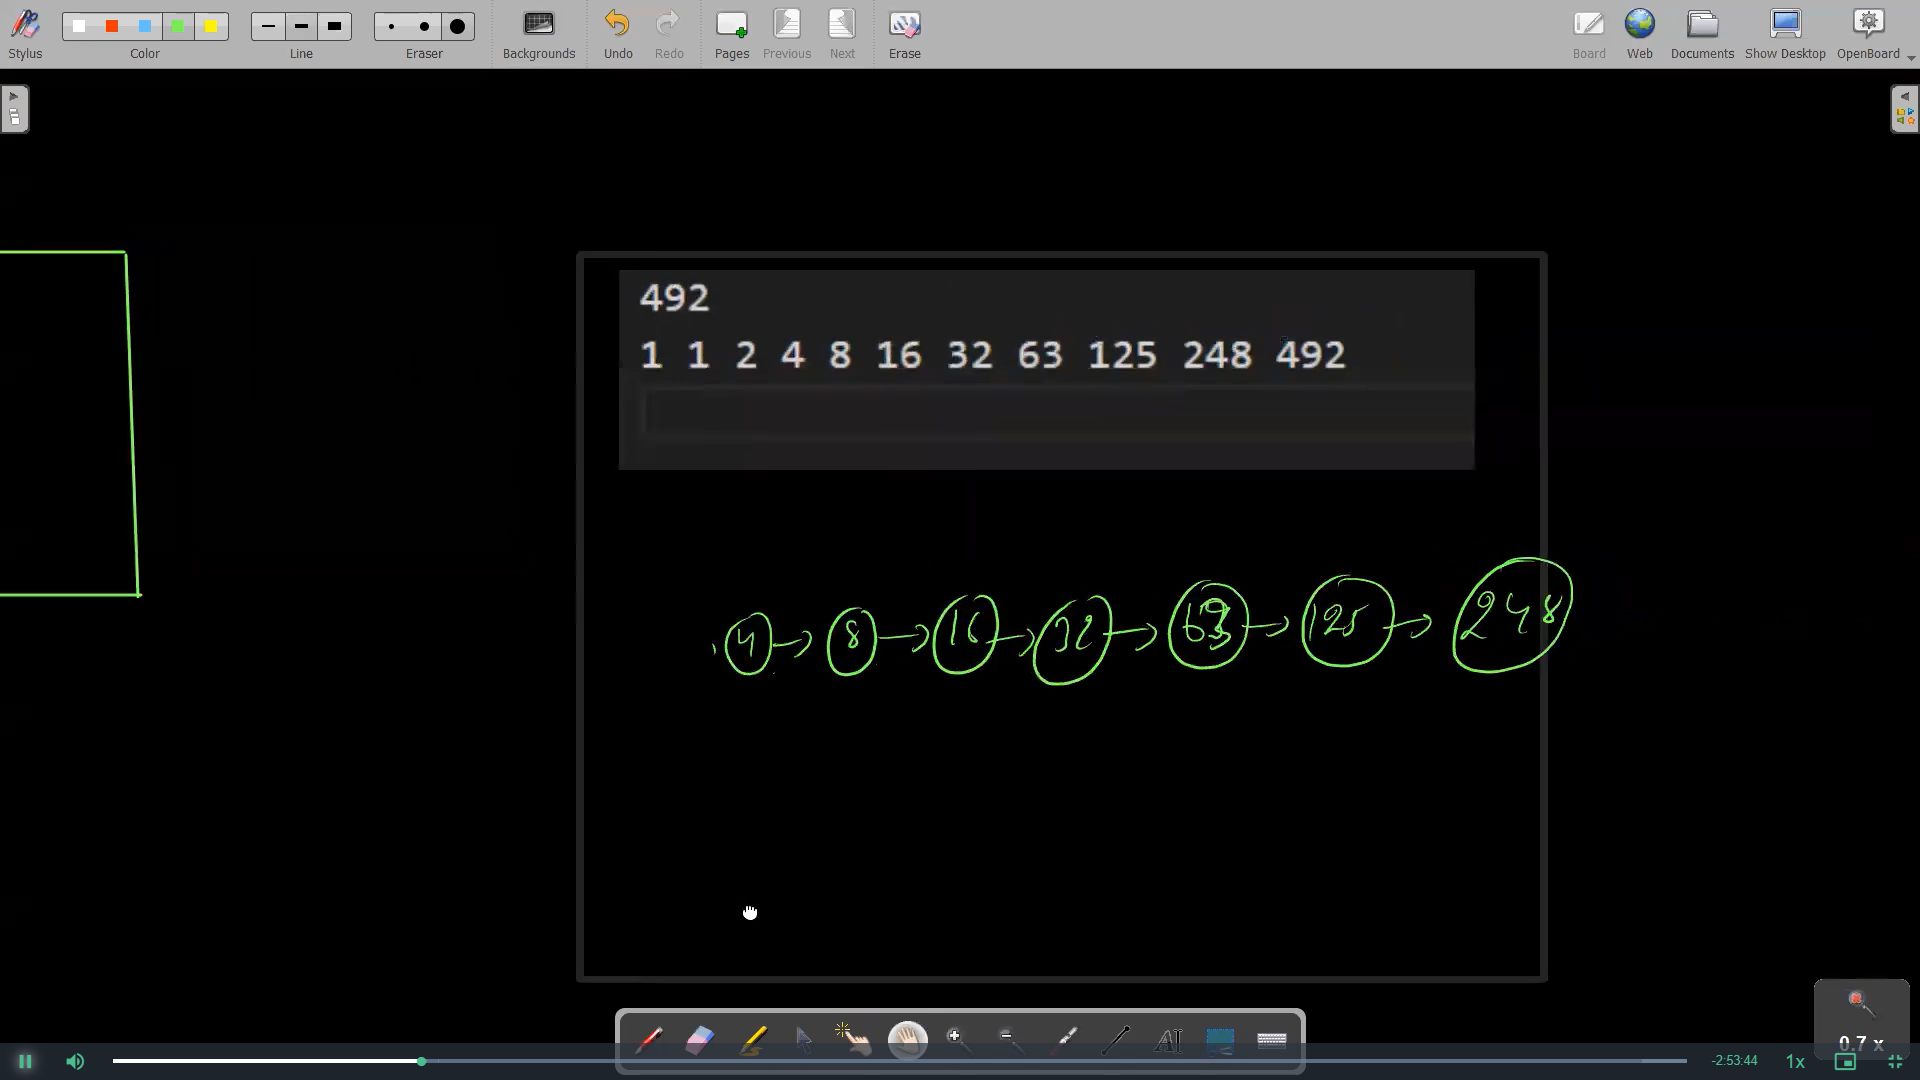 Stylus Color Line Eraser Backgrounds Undo Redo Pages Previous Next Erase Board Web Documents Show Desktop OpenBoard
492
1 1 2 4 8 16 32 63 125 248 492
4 → 8 → 16 → 32 → 63 → 125 → 248
0.7 x
-2:53:44 1x